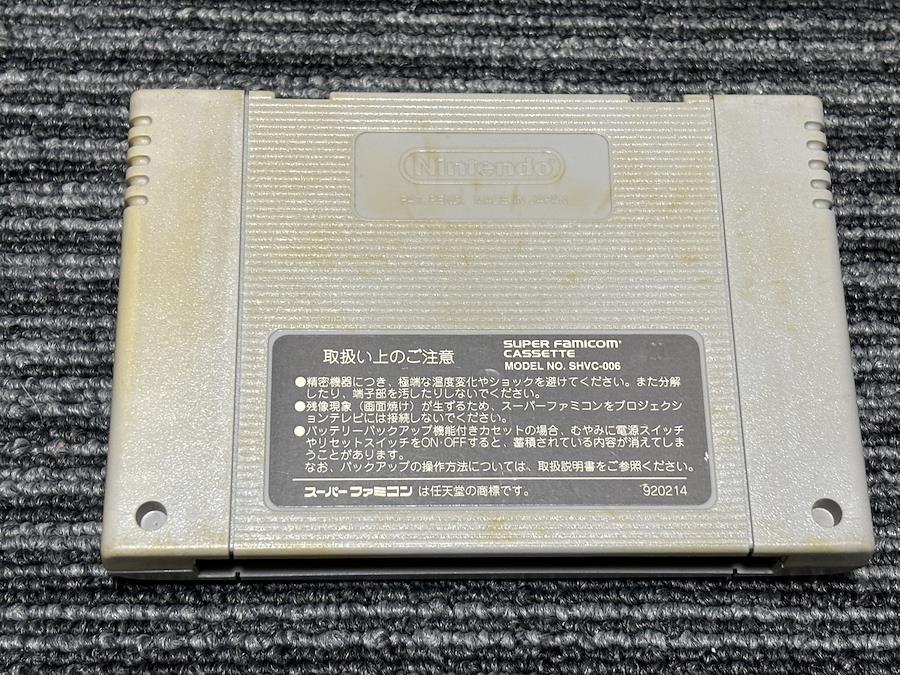 Nintendo
PAT. PEND. MADE IN JAPAN
取扱い上のご注意
SUPER FAMICOM
CASSETTE
MODEL NO. SHVC-006
●精密機器につき、極端な温度変化やショックを避けてください。また分解
したり、端子部を汚したりしないでください。
●残像現象（画面焼け）が生ずるため、スーパーファミコンをプロジェクシ
ョンテレビには接続しないでください。
●バッテリーバックアップ機能付きカセットの場合、むやみに電源スイッチ
やリセットスイッチをON・OFFすると、蓄積されている内容が消えてしま
うことがあります。
なお、バックアップの操作方法については、取扱説明書をご参照ください。
スーパーファミコン は任天堂の商標です。
920214